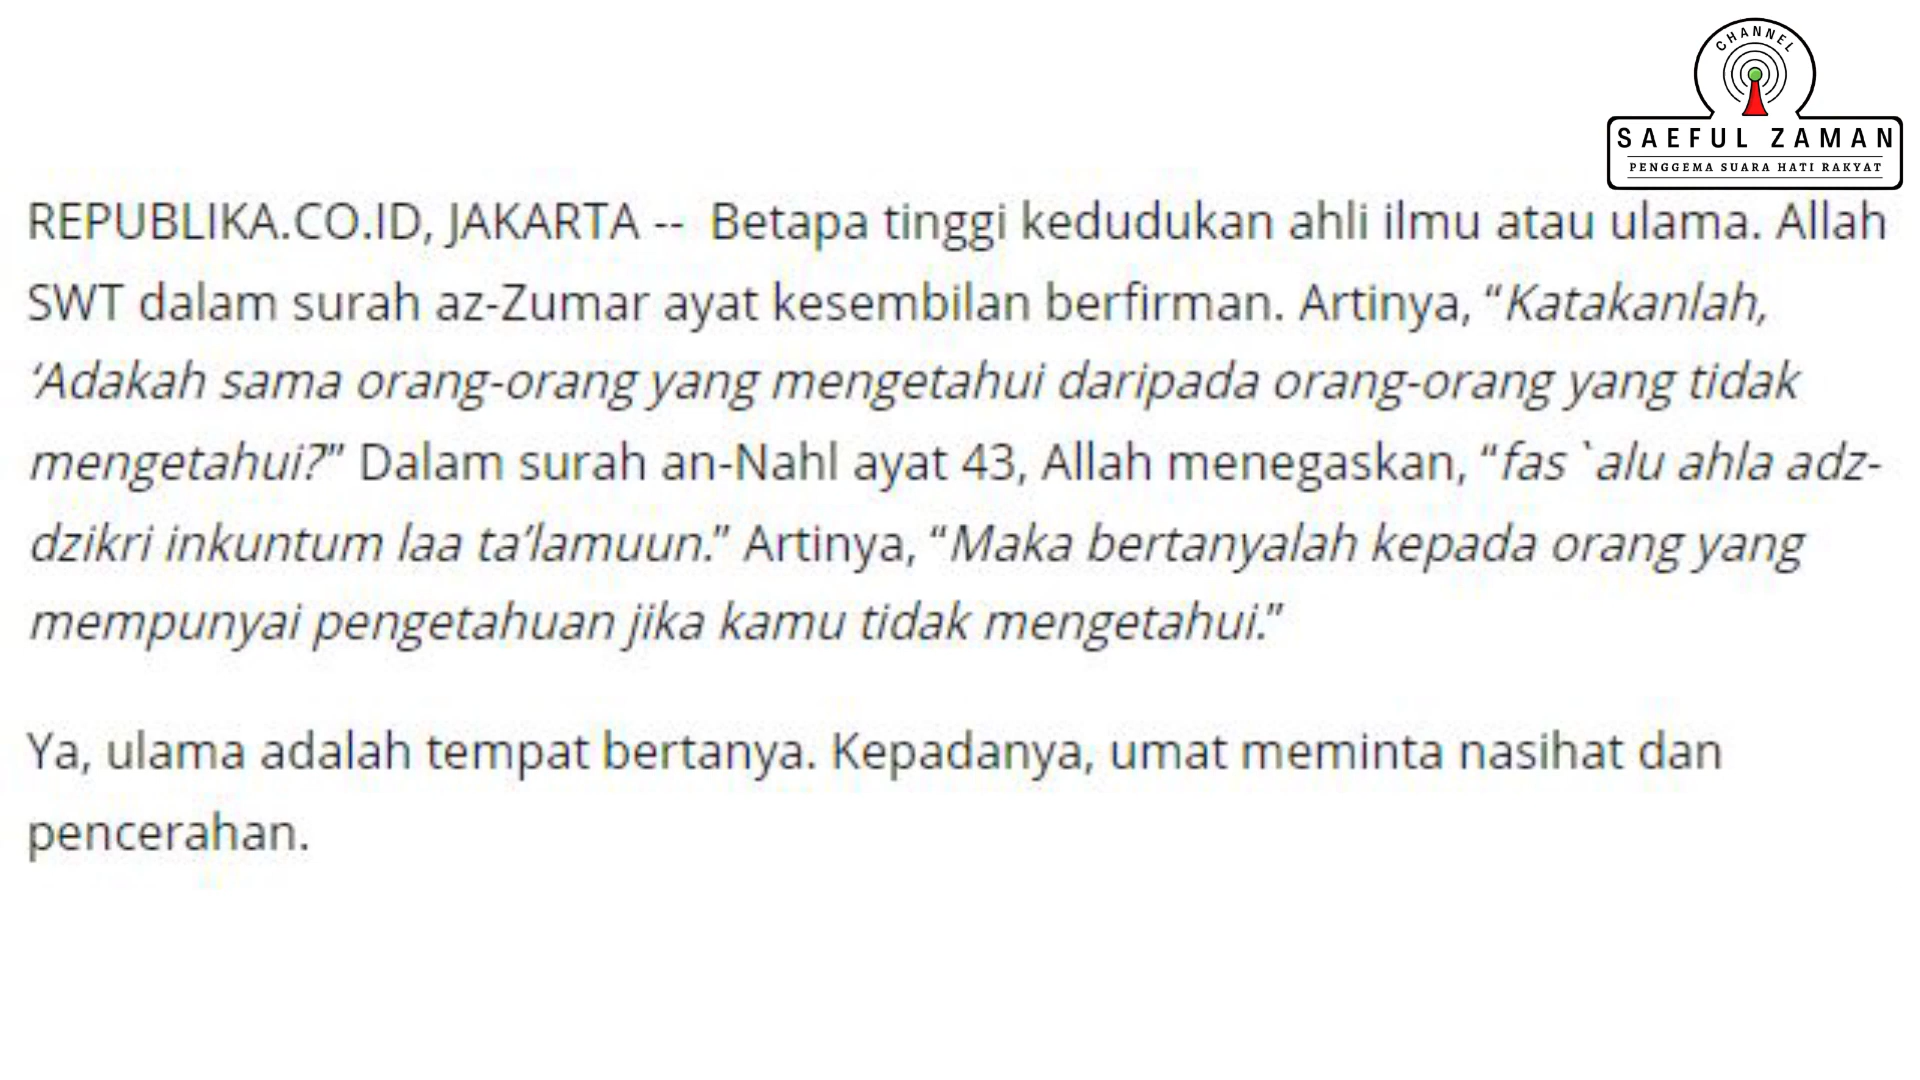 CHANNEL
SAEFUL ZAMAN
PENGGEMA SUARA HATI RAKYAT
REPUBLIKA.CO.ID, JAKARTA --  Betapa tinggi kedudukan ahli ilmu atau ulama. Allah
SWT dalam surah az-Zumar ayat kesembilan berfirman. Artinya, “Katakanlah,
‘Adakah sama orang-orang yang mengetahui daripada orang-orang yang tidak
mengetahui?” Dalam surah an-Nahl ayat 43, Allah menegaskan, “fas `alu ahla adz-
dzikri inkuntum laa ta’lamuun.” Artinya, “Maka bertanyalah kepada orang yang
mempunyai pengetahuan jika kamu tidak mengetahui.”
Ya, ulama adalah tempat bertanya. Kepadanya, umat meminta nasihat dan
pencerahan.